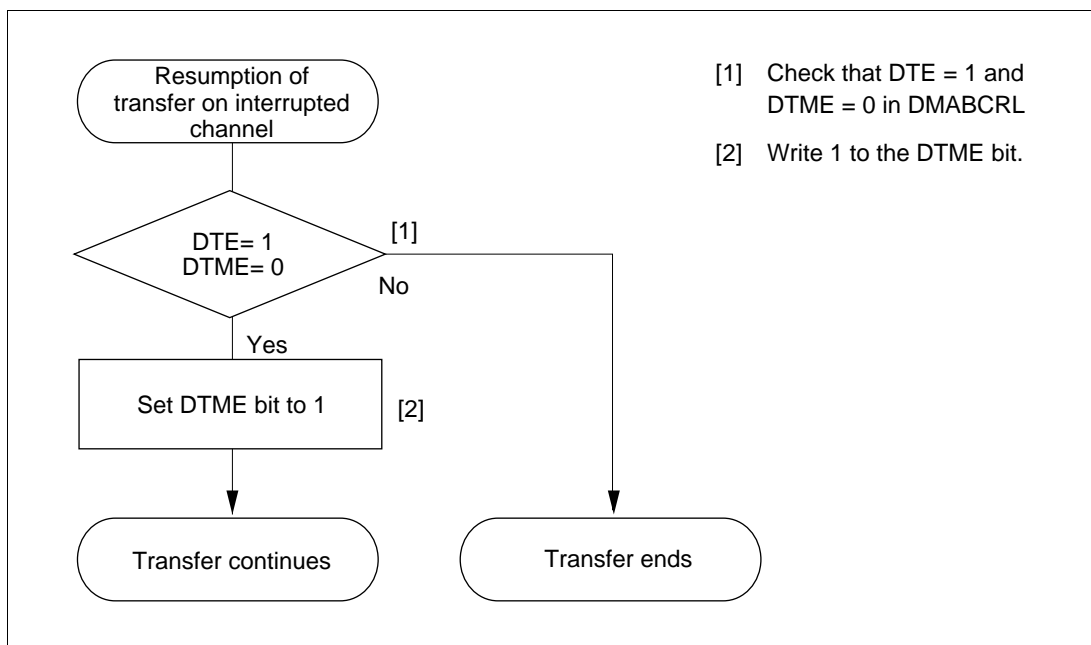 Resumption of
transfer on interrupted
channel
[1] Check that DTE = 1 and
DTME = 0 in DMABCRL
[2] Write 1 to the DTME bit.
DTE= 1
DTME= 0
[1]
No
Yes
Set DTME bit to 1
[2]
Transfer continues
Transfer ends